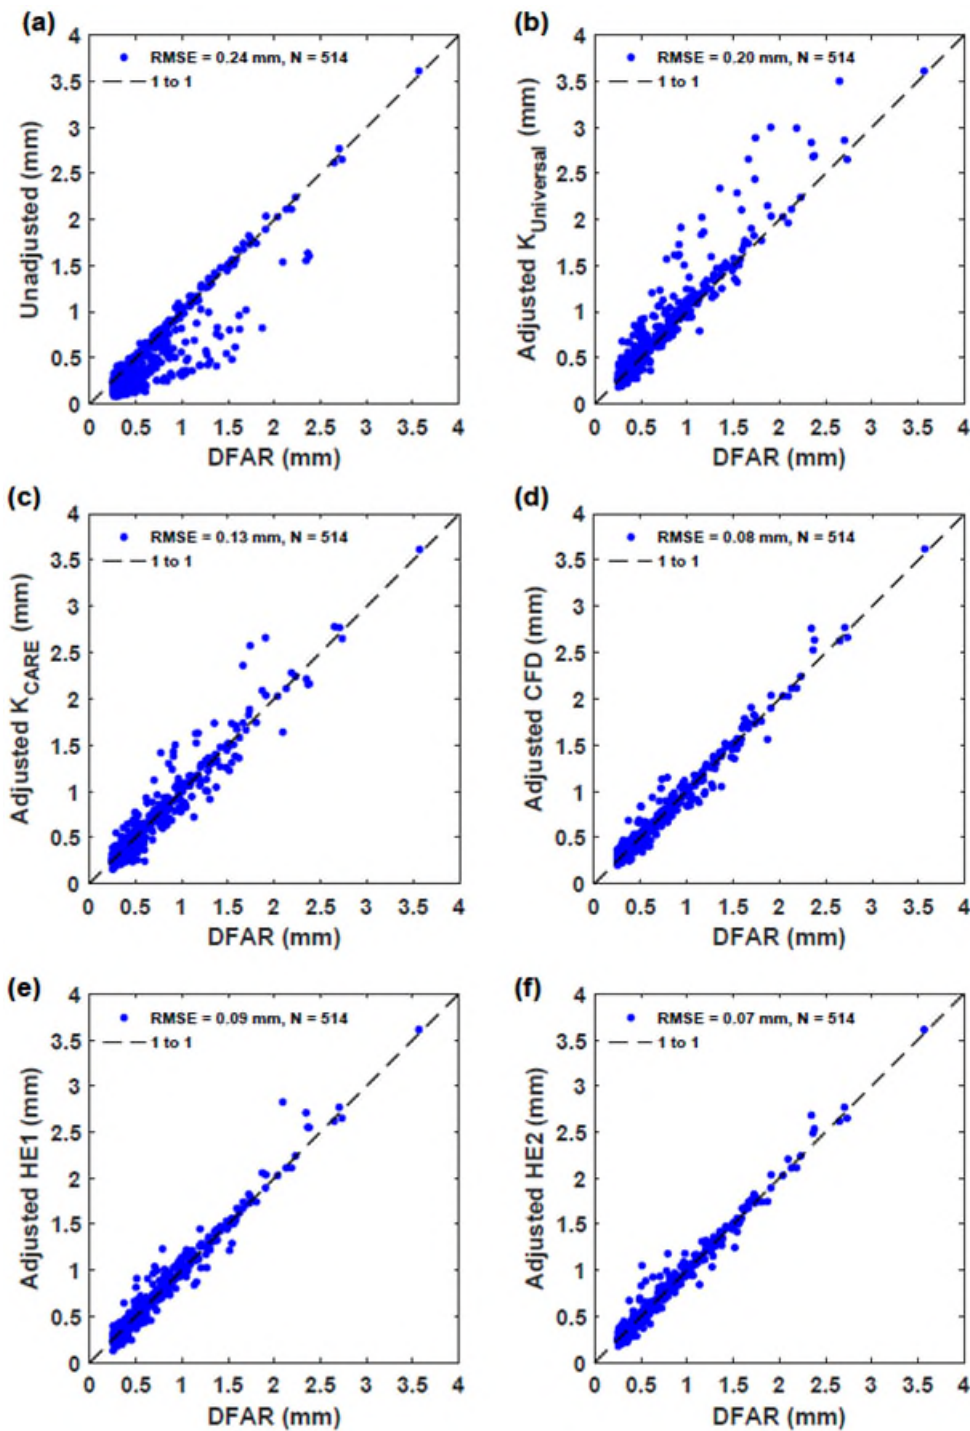 (a)
RMSE = 0.24 mm, N = 514
1 to 1
Unadjusted (mm)
4
3.5
3
2.5
2
1.5
1
0.5
0
0 0.5 1 1.5 2 2.5 3 3.5 4
DFAR (mm)
(b)
RMSE = 0.20 mm, N = 514
1 to 1
Adjusted KUniversal (mm)
4
3.5
3
2.5
2
1.5
1
0.5
0
0 0.5 1 1.5 2 2.5 3 3.5 4
DFAR (mm)
(c)
RMSE = 0.13 mm, N = 514
1 to 1
Adjusted KCARE (mm)
4
3.5
3
2.5
2
1.5
1
0.5
0
0 0.5 1 1.5 2 2.5 3 3.5 4
DFAR (mm)
(d)
RMSE = 0.08 mm, N = 514
1 to 1
Adjusted CFD (mm)
4
3.5
3
2.5
2
1.5
1
0.5
0
0 0.5 1 1.5 2 2.5 3 3.5 4
DFAR (mm)
(e)
RMSE = 0.09 mm, N = 514
1 to 1
Adjusted HE1 (mm)
4
3.5
3
2.5
2
1.5
1
0.5
0
0 0.5 1 1.5 2 2.5 3 3.5 4
DFAR (mm)
(f)
RMSE = 0.07 mm, N = 514
1 to 1
Adjusted HE2 (mm)
4
3.5
3
2.5
2
1.5
1
0.5
0
0 0.5 1 1.5 2 2.5 3 3.5 4
DFAR (mm)